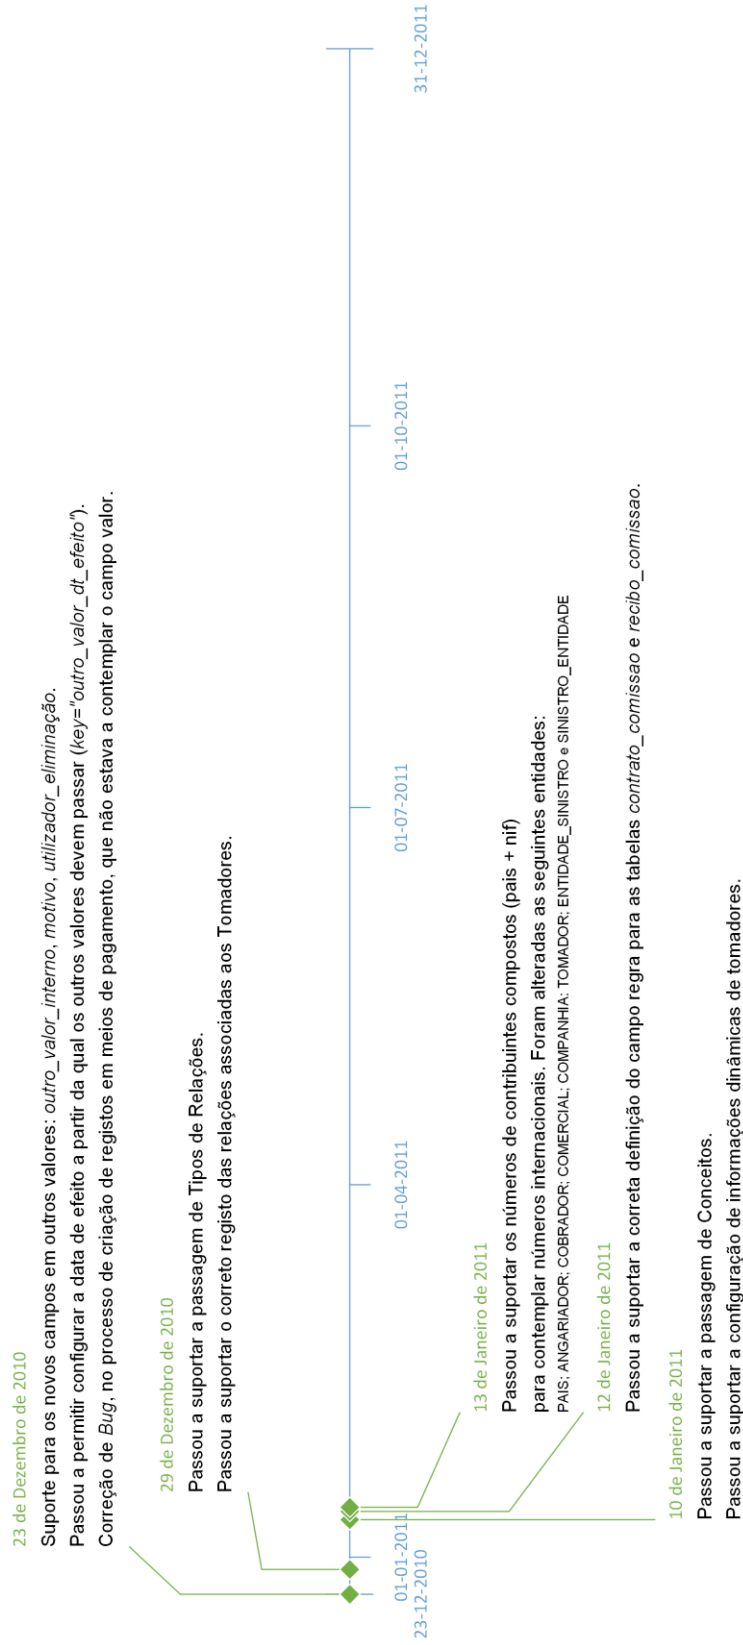 23 de Dezembro de 2010
Suporte para os novos campos em outros valores: outro_valor_interno, motivo, utilizador_eliminação.
Passou a permitir configurar a data de efeito a partir da qual os outros valores devem passar (key="outro_valor_dt_efeito").
Correção de Bug, no processo de criação de registos em meios de pagamento, que não estava a contemplar o campo valor.
29 de Dezembro de 2010
Passou a suportar a passagem de Tipos de Relações.
Passou a suportar o correto registo das relações associadas aos Tomadores.
01-01-2011
23-12-2010
01-04-2011
01-07-2011
01-10-2011
31-12-2011
13 de Janeiro de 2011
Passou a suportar os números de contribuintes compostos (pais + nif)
para contemplar números internacionais. Foram alteradas as seguintes entidades:
PAIS; ANGARIADOR; COBRADOR; COMERCIAL; COMPANHIA: TOMADOR; ENTIDADE_SINISTRO e SINISTRO_ENTIDADE
12 de Janeiro de 2011
Passou a suportar a correta definição do campo regra para as tabelas contrato_comissao e recibo_comissao.
10 de Janeiro de 2011
Passou a suportar a passagem de Conceitos.
Passou a suportar a configuração de informações dinâmicas de tomadores.